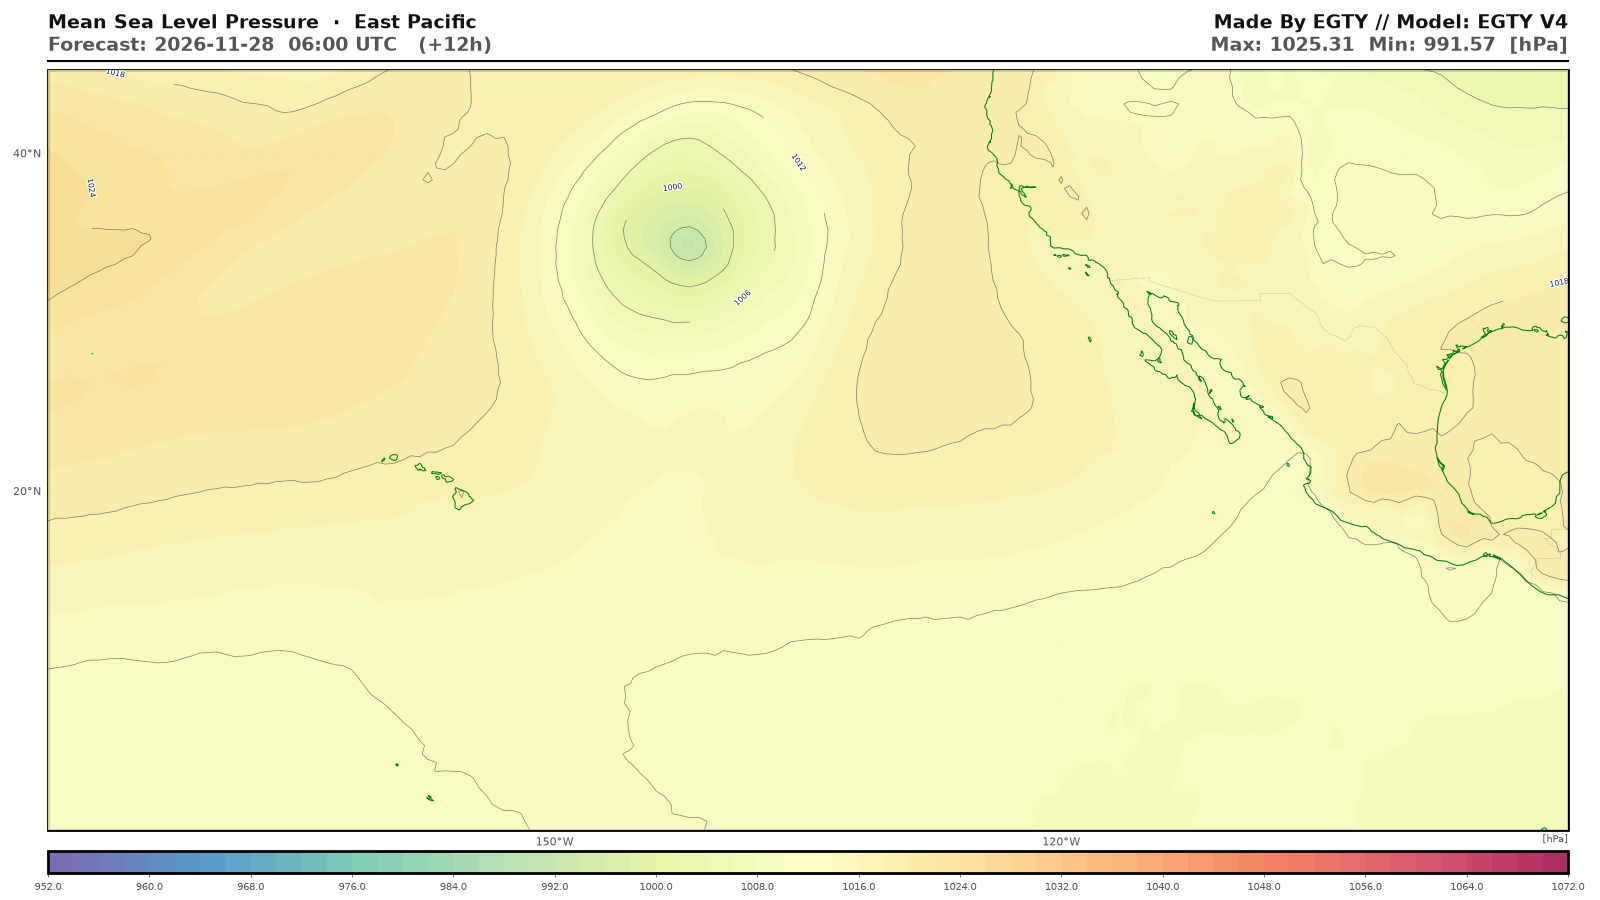 Mean Sea Level Pressure · East Pacific
Made By EGTY // Model: EGTY V4
Forecast: 2026-11-28 06:00 UTC (+12h)
Max: 1025.31 Min: 991.57 [hPa]
1018
40°N
1012
1024
1000
1018
1006
20°N
150°W
120°W
[hPa]
952.0
960.0
968.0
976.0
984.0
992.0
1000.0
1008.0
1016.0
1024.0
1032.0
1040.0
1048.0
1056.0
1064.0
1072.0